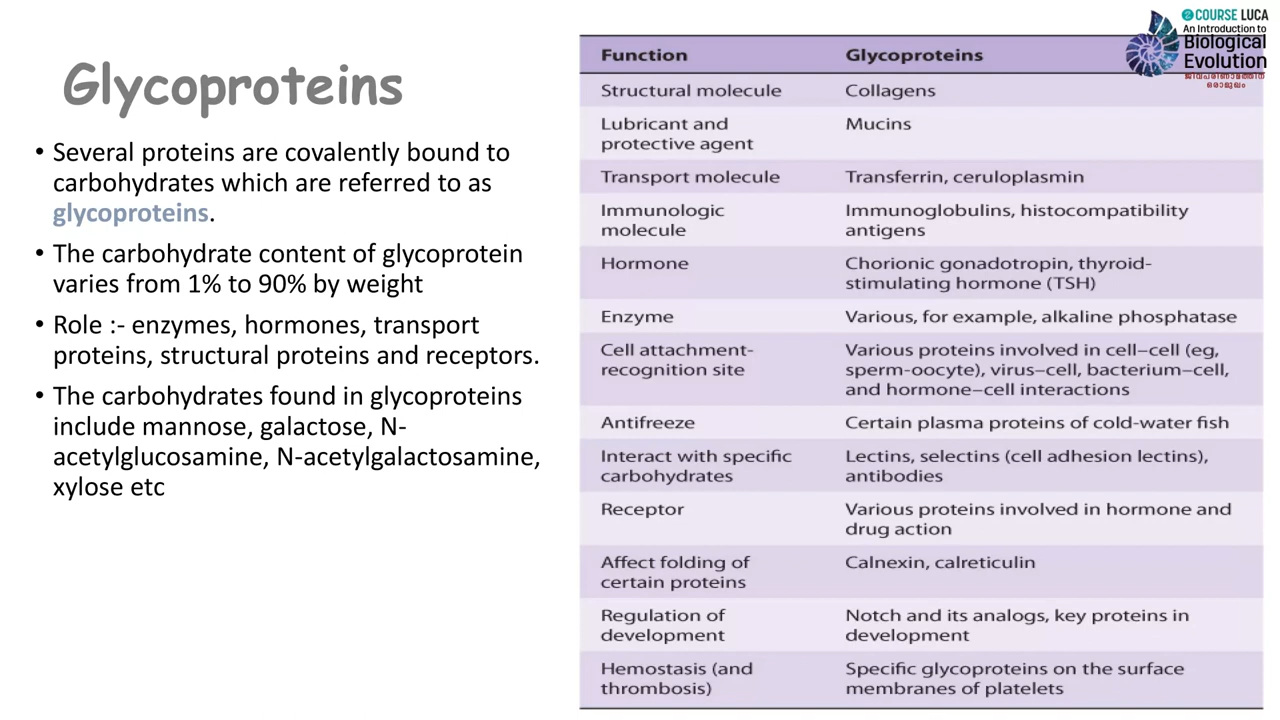 Glycoproteins
• Several proteins are covalently bound to
carbohydrates which are referred to as
glycoproteins.
• The carbohydrate content of glycoprotein
varies from 1% to 90% by weight
• Role :- enzymes, hormones, transport
proteins, structural proteins and receptors.
• The carbohydrates found in glycoproteins
include mannose, galactose, N-
acetylglucosamine, N-acetylgalactosamine,
xylose etc
COURSE LUCA
An Introduction to
Biological
Evolution
ജീവപരിണാമത്തിന്
ഒരാമുഖം
Function Glycoproteins
Structural molecule Collagens
Lubricant and Mucins
protective agent
Transport molecule Transferrin, ceruloplasmin
Immunologic Immunoglobulins, histocompatibility
molecule antigens
Hormone Chorionic gonadotropin, thyroid-
stimulating hormone (TSH)
Enzyme Various, for example, alkaline phosphatase
Cell attachment- Various proteins involved in cell–cell (eg,
recognition site sperm-oocyte), virus–cell, bacterium–cell,
and hormone–cell interactions
Antifreeze Certain plasma proteins of cold-water fish
Interact with specific Lectins, selectins (cell adhesion lectins),
carbohydrates antibodies
Receptor Various proteins involved in hormone and
drug action
Affect folding of Calnexin, calreticulin
certain proteins
Regulation of Notch and its analogs, key proteins in
development development
Hemostasis (and Specific glycoproteins on the surface
thrombosis) membranes of platelets